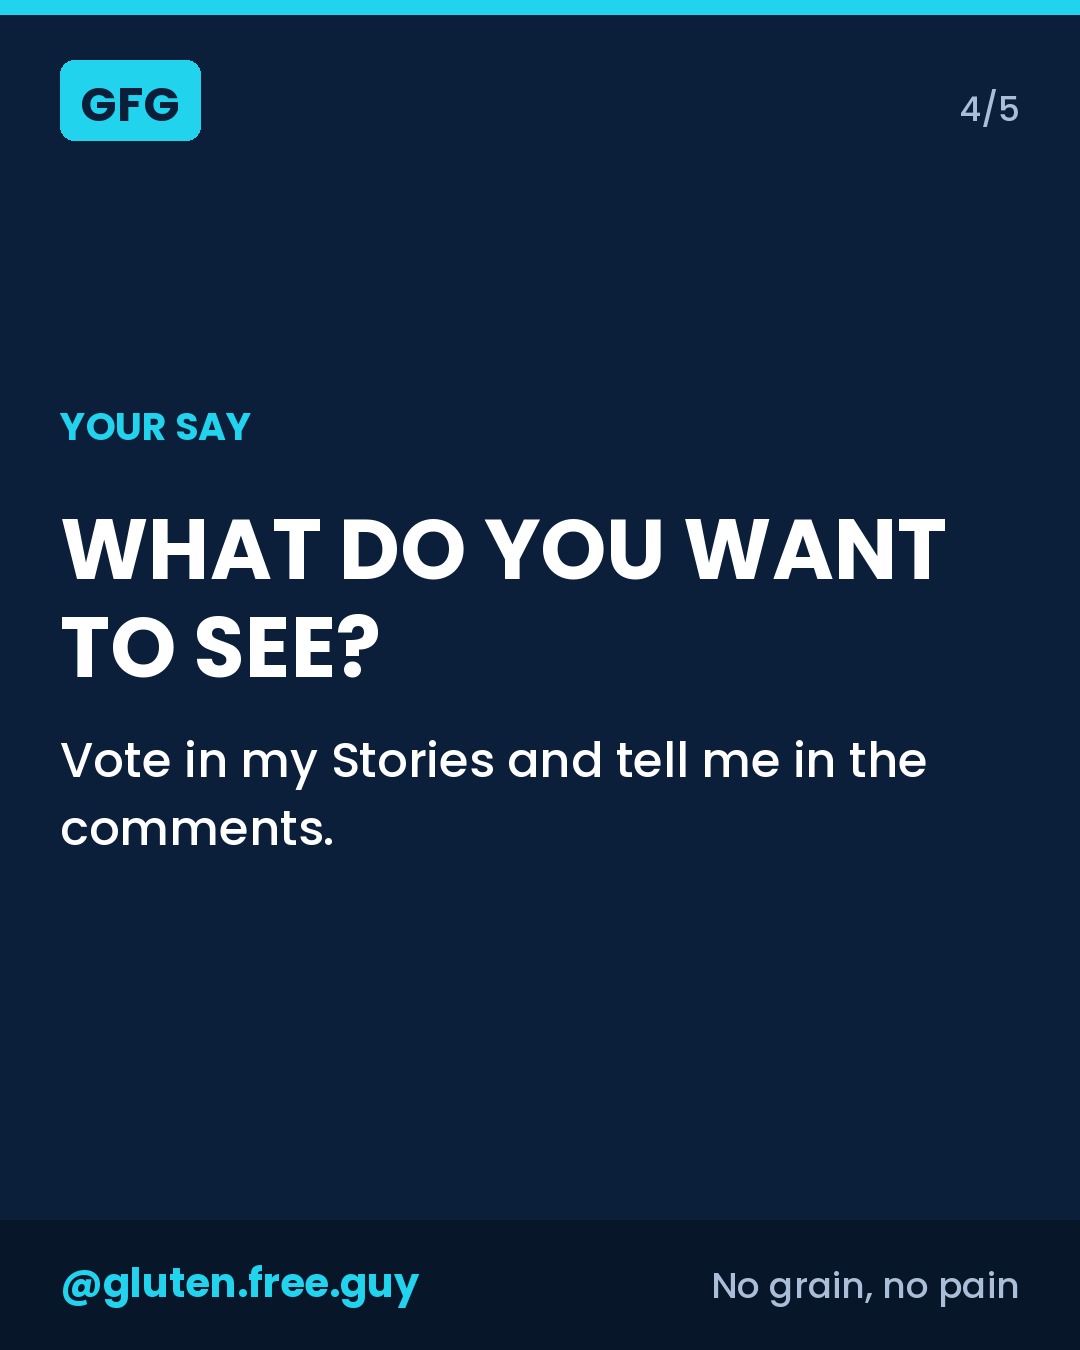 GFG
4/5
YOUR SAY
WHAT DO YOU WANT
TO SEE?
Vote in my Stories and tell me in the
comments.
@gluten.free.guy
No grain, no pain